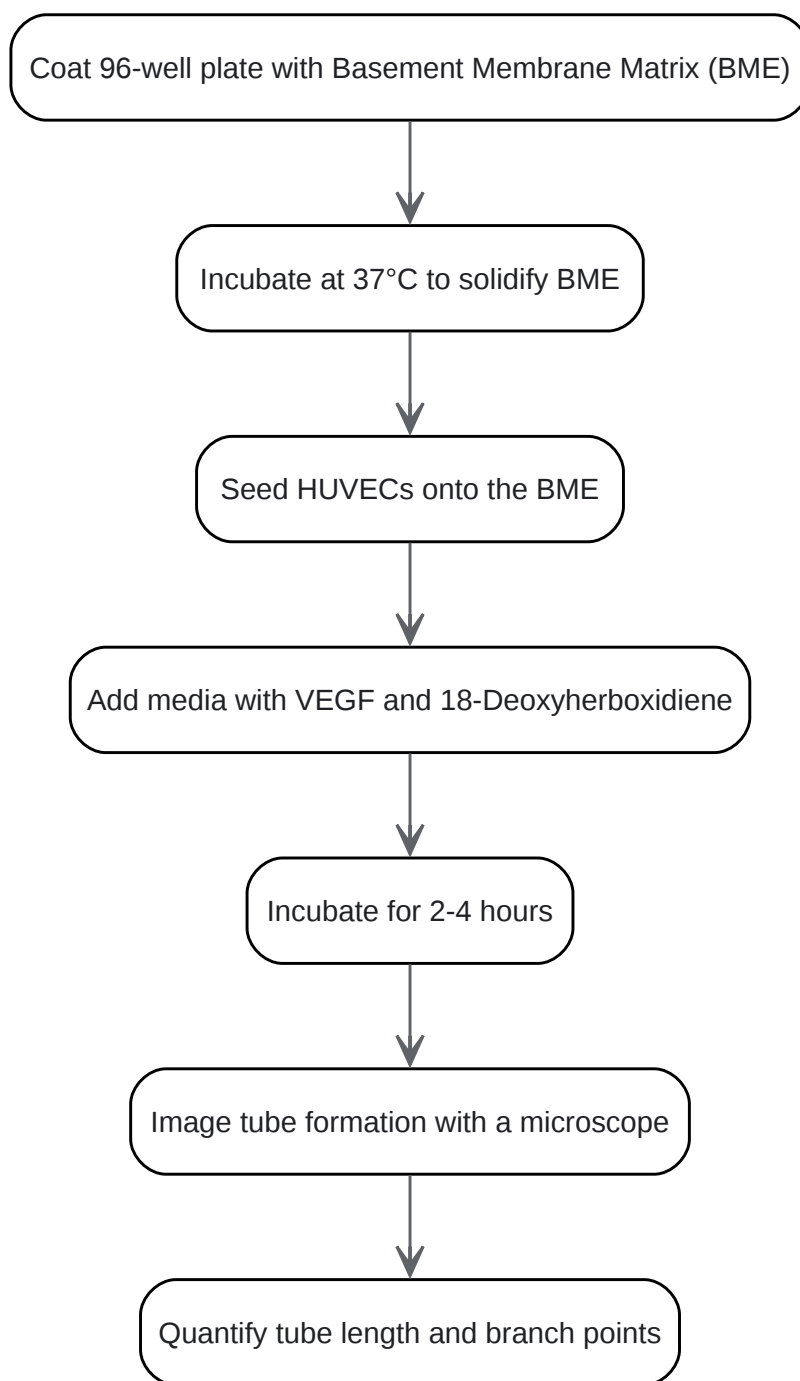 Coat 96-well plate with Basement Membrane Matrix (BME)
Incubate at 37°C to solidify BME
Seed HUVECs onto the BME
Add media with VEGF and 18-Deoxyherboxidiene
Incubate for 2-4 hours
Image tube formation with a microscope
Quantify tube length and branch points